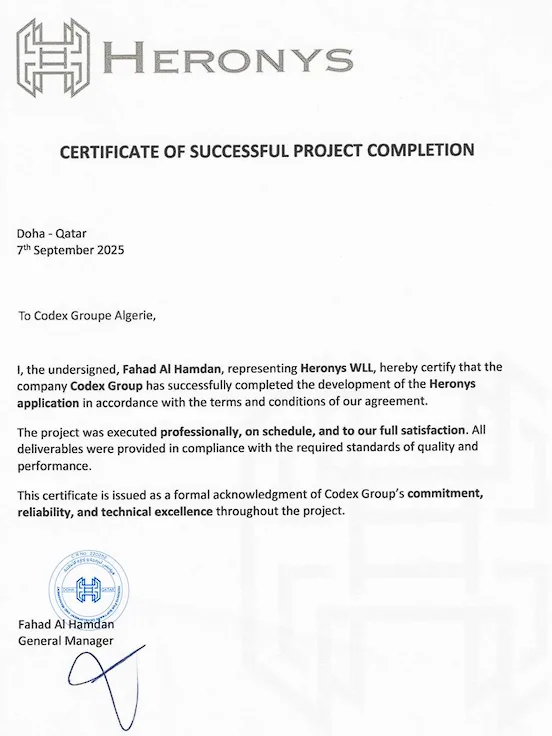 HERONYS
CERTIFICATE OF SUCCESSFUL PROJECT COMPLETION
Doha - Qatar
7th September 2025
To Codex Groupe Algerie,
I, the undersigned, Fahad Al Hamdan, representing Heronys WLL, hereby certify that the
company Codex Group has successfully completed the development of the Heronys
application in accordance with the terms and conditions of our agreement.
The project was executed professionally, on schedule, and to our full satisfaction. All
deliverables were provided in compliance with the required standards of quality and
performance.
This certificate is issued as a formal acknowledgment of Codex Group's commitment,
reliability, and technical excellence throughout the project.
DOHA
QATAR
Fahad Al Hamdan
General Manager